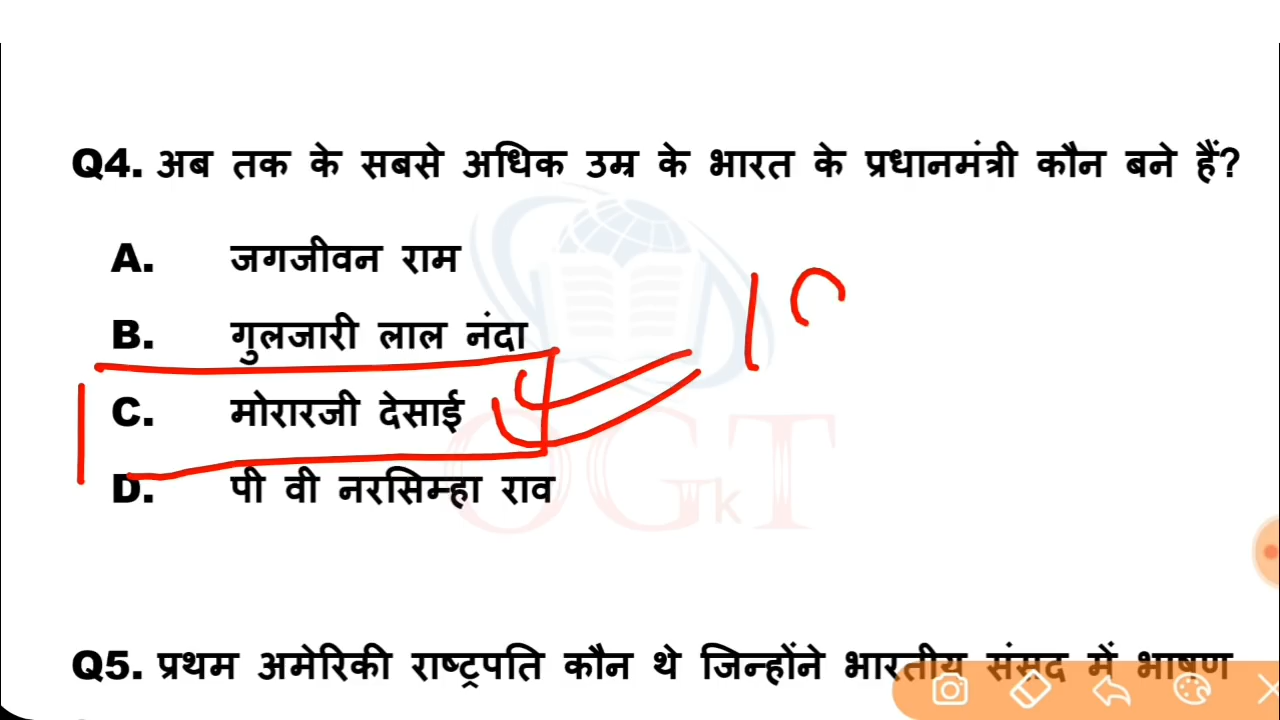 Q4. अब तक के सबसे अधिक उम्र के भारत के प्रधानमंत्री कौन बने हैं?
A. जगजीवन राम
B. गुलजारी लाल नंदा
C. मोरारजी देसाई
D. पी वी नरसिम्हा राव
OGkT
Q5. प्रथम अमेरिकी राष्ट्रपति कौन थे जिन्होंने भारतीय संसद में भाषण